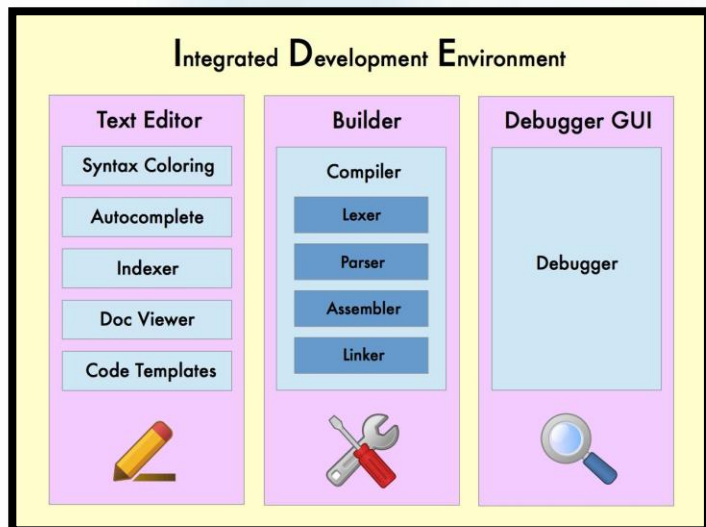 Integrated Development Environment
Text Editor
Syntax Coloring
Autocomplete
Indexer
Doc Viewer
Code Templates
Builder
Compiler
Lexer
Parser
Assembler
Linker
Debugger GUI
Debugger